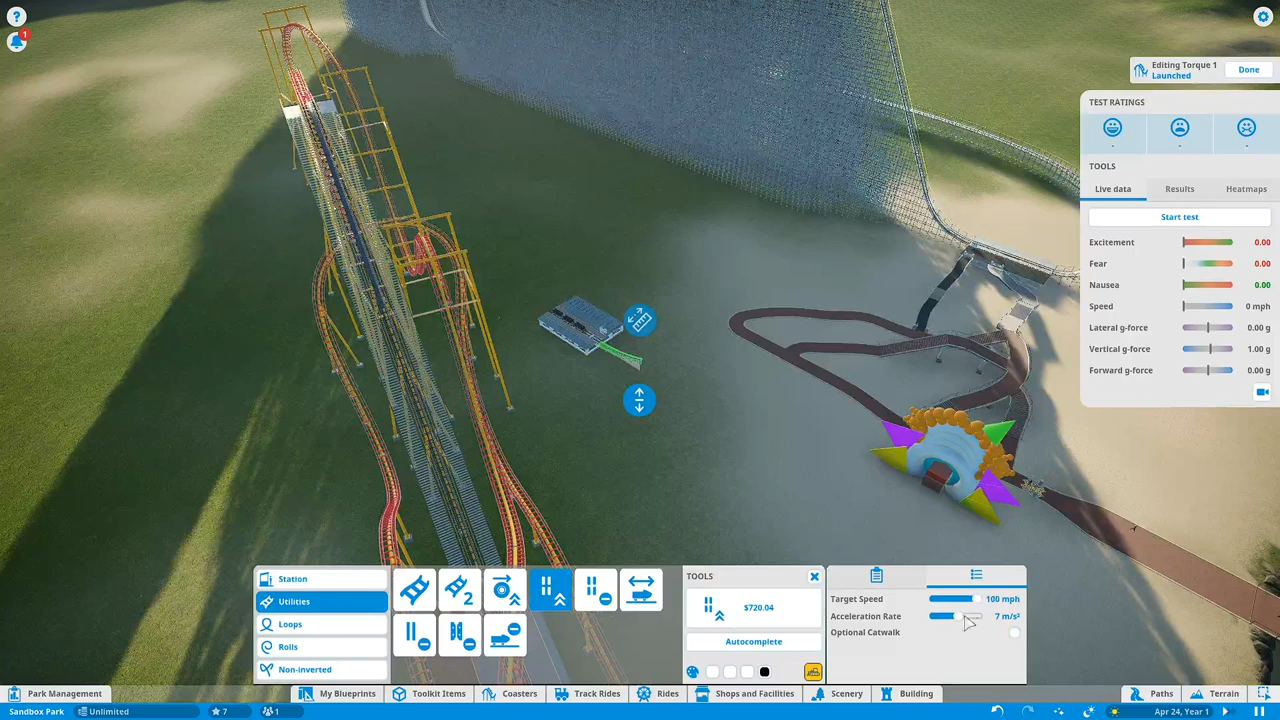 ?
1
Editing Torque 1
Launched
Done
TEST RATINGS
- - -
TOOLS
Live data Results Heatmaps
Start test
Excitement 0.00
Fear 0.00
Nausea 0.00
Speed 0 mph
Lateral g-force 0.00 g
Vertical g-force 1.00 g
Forward g-force 0.00 g
Station
Utilities
Loops
Rolls
Non-inverted
2
TOOLS
$720.04
Autocomplete
Target Speed 100 mph
Acceleration Rate 7 m/s²
Optional Catwalk
Park Management My Blueprints Toolkit Items Coasters Track Rides Rides Shops and Facilities Scenery Building Paths Terrain
Sandbox Park Unlimited 7 1 Apr 24, Year 1